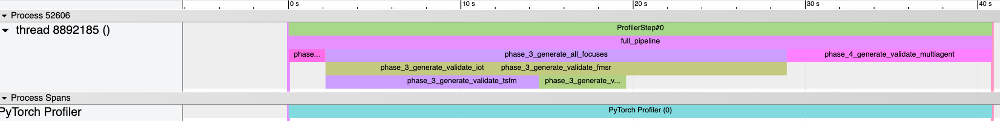 0 s 10 s 20 s 30 s 40 s
Process 52606
thread 8892185 ()
ProfilerStep#0
full_pipeline
phase... phase_3_generate_all_focuses phase_4_generate_validate_multiagent
phase_3_generate_validate_iot phase_3_generate_validate_fmsr
phase_3_generate_validate_tsfm phase_3_generate_v...
Process Spans
PyTorch Profiler PyTorch Profiler (0)